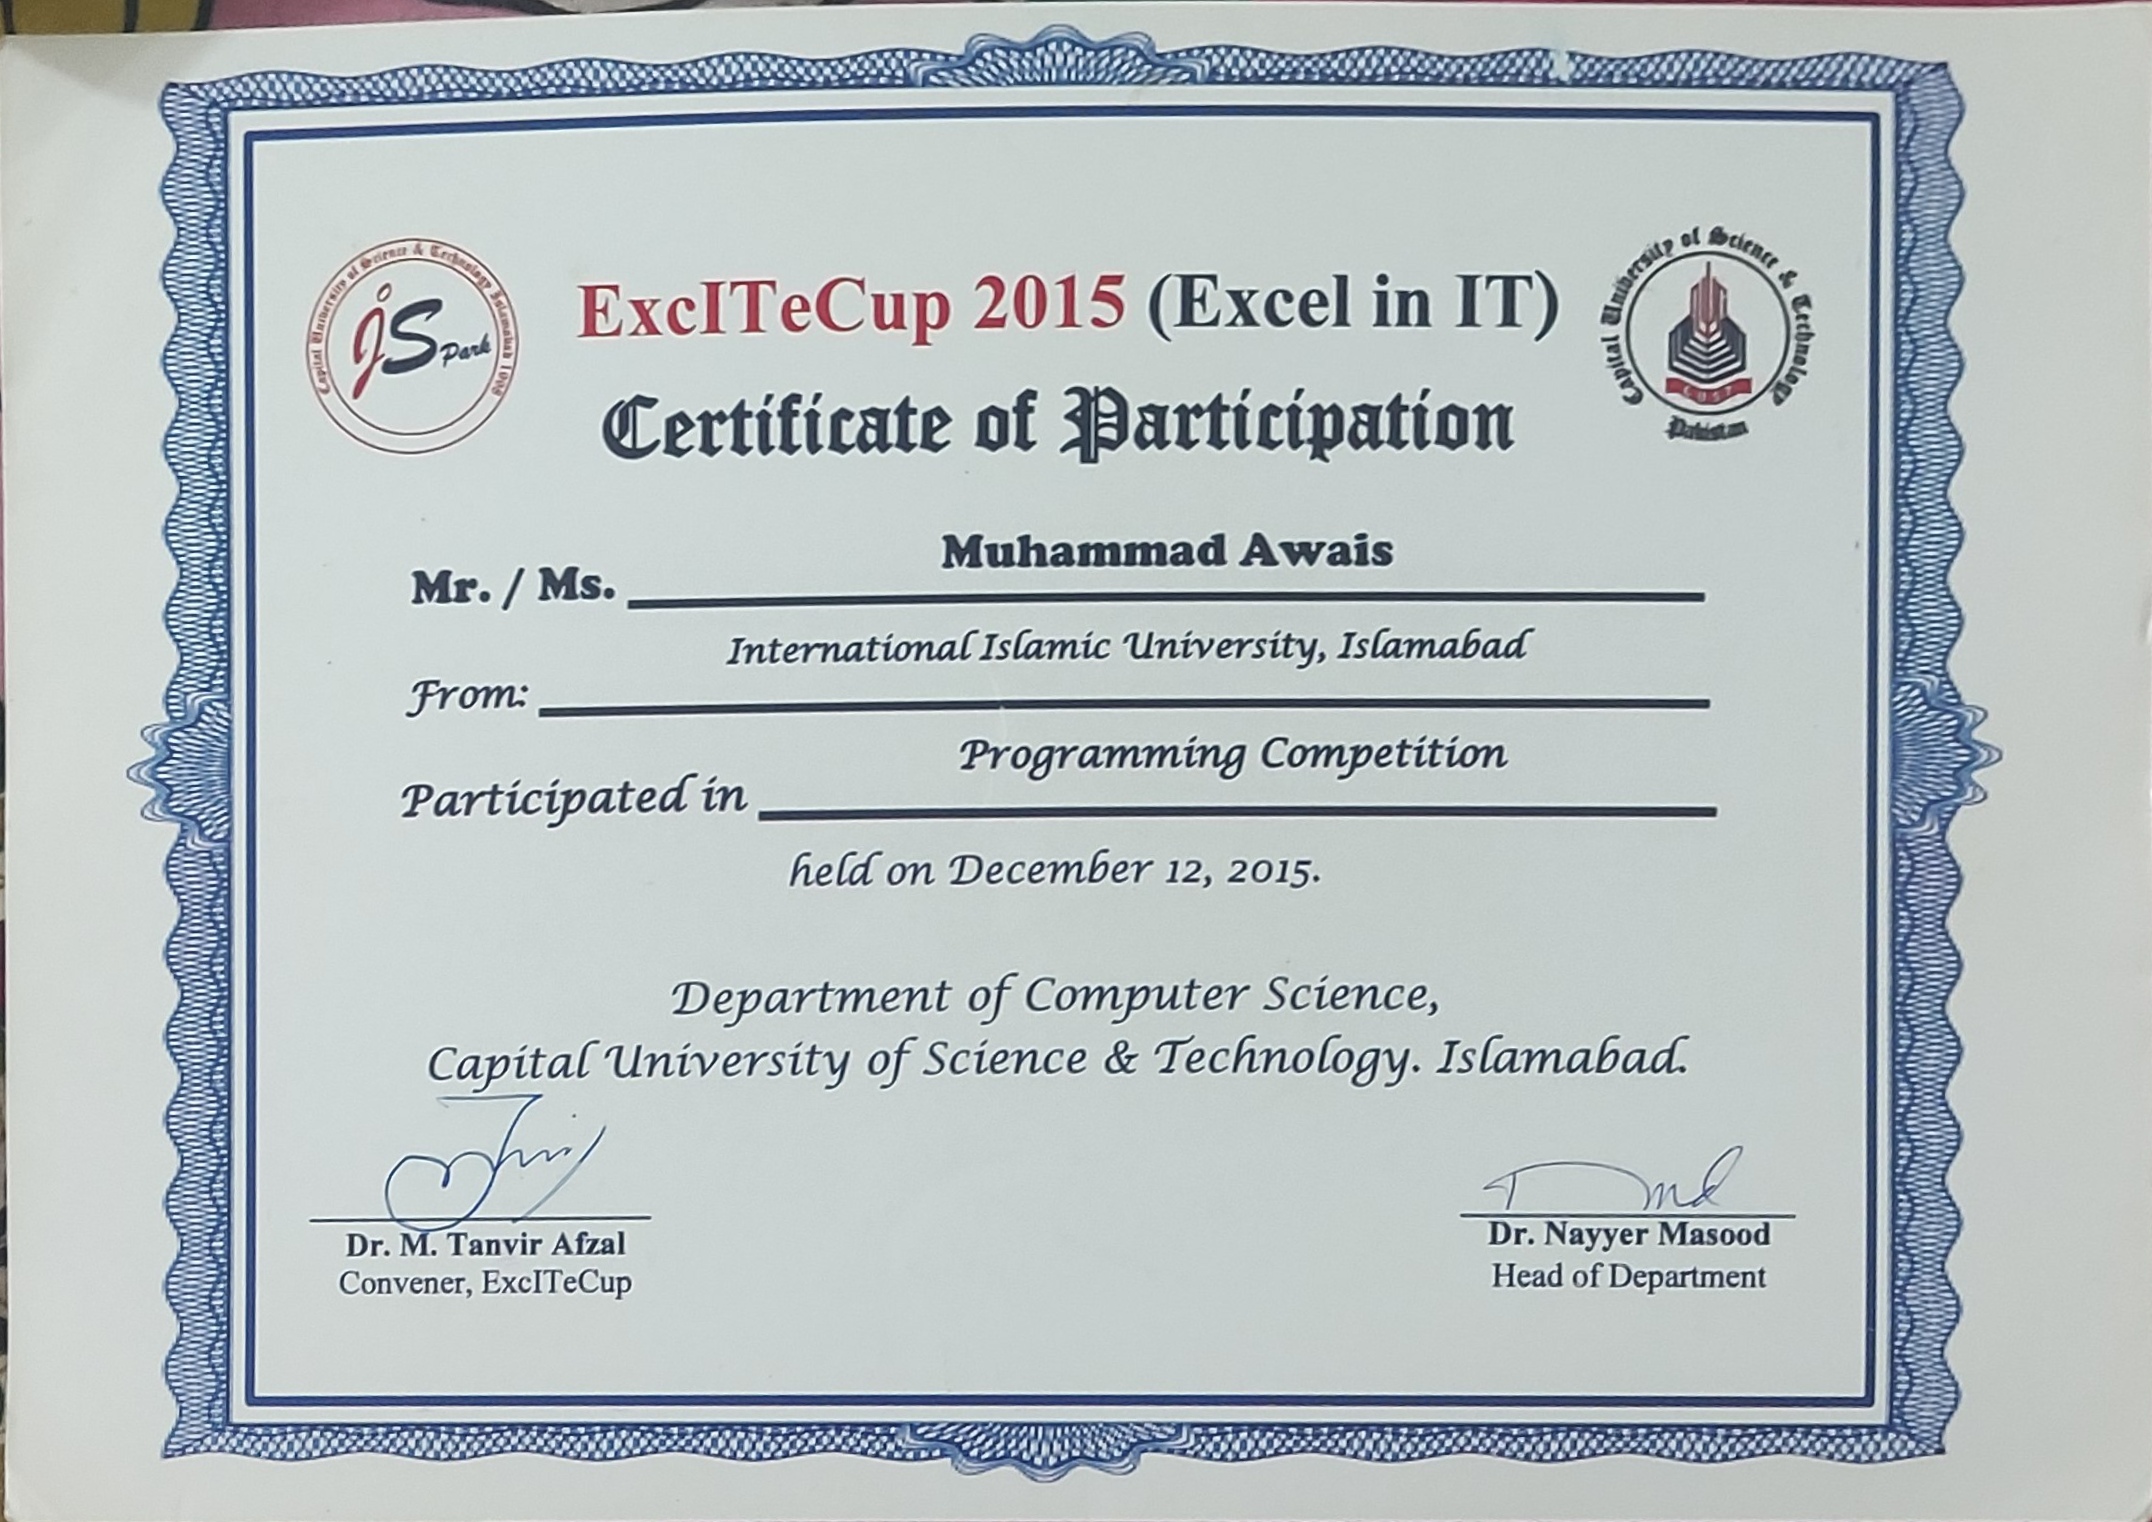 Capital University of Science & Technology Islamabad 1998
jSpark
ExcITeCup 2015 (Excel in IT)
Capital University of Science & Technology
CUST
Pakistan
Certificate of Participation
Muhammad Awais
Mr. / Ms.
International Islamic University, Islamabad
From:
Programming Competition
Participated in
held on December 12, 2015.
Department of Computer Science,
Capital University of Science & Technology. Islamabad.
Dr. M. Tanvir Afzal
Convener, ExcITeCup
Dr. Nayyer Masood
Head of Department